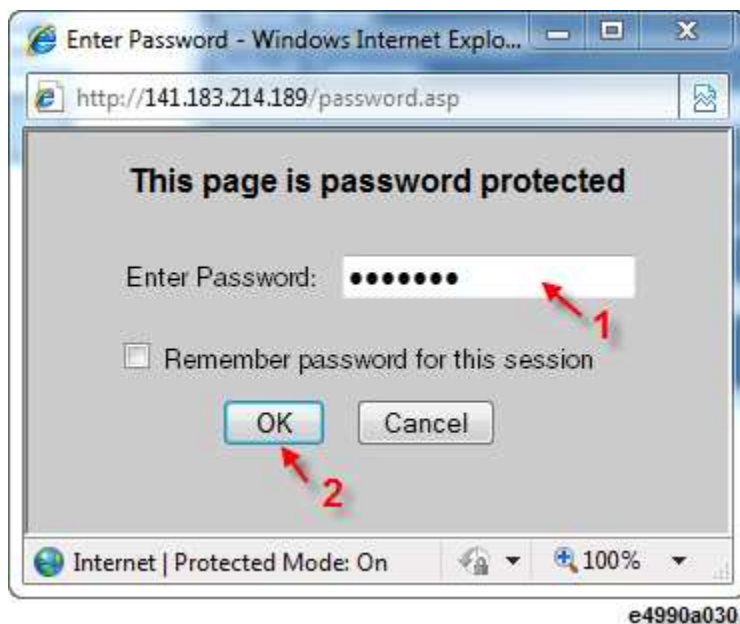 Enter Password - Windows Internet Explo...
http://141.183.214.189/password.asp
This page is password protected
Enter Password: •••••••
1
Remember password for this session
OK Cancel
2
Internet | Protected Mode: On 100%
e4990a030